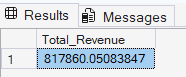 Results Messages
Total_Revenue
1 817860.05083847